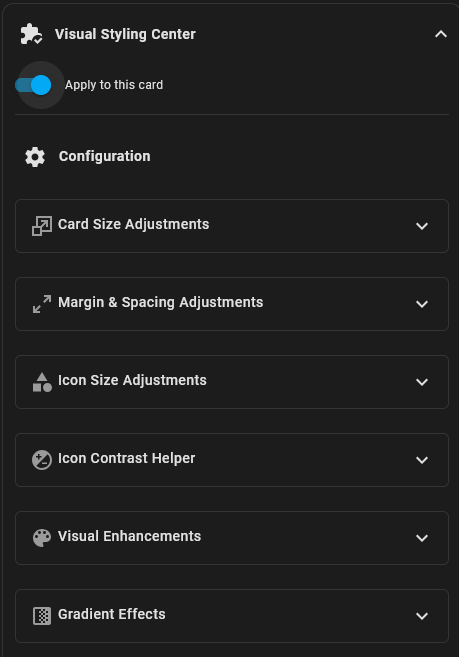 Visual Styling Center
Apply to this card
Configuration
Card Size Adjustments
Margin & Spacing Adjustments
Icon Size Adjustments
Icon Contrast Helper
Visual Enhancements
Gradient Effects